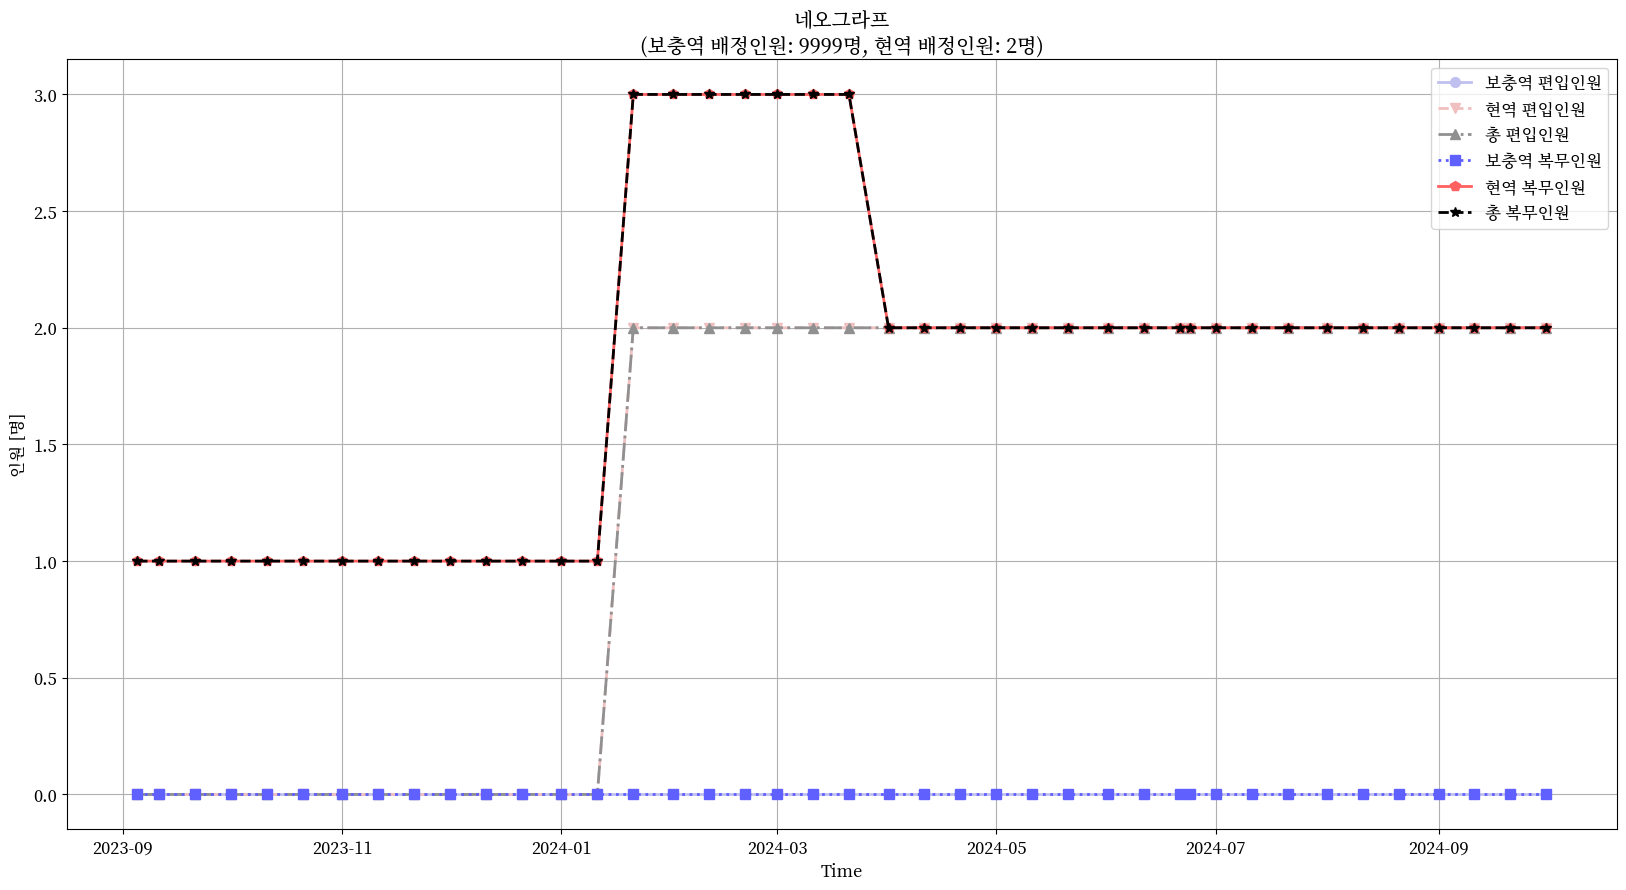 네오그라프
(보충역 배정인원: 9999명, 현역 배정인원: 2명)
보충역 편입인원
현역 편입인원
총 편입인원
보충역 복무인원
현역 복무인원
총 복무인원
인원 [명]
3.0
2.5
2.0
1.5
1.0
0.5
0.0
2023-09
2023-11
2024-01
2024-03
2024-05
2024-07
2024-09
Time